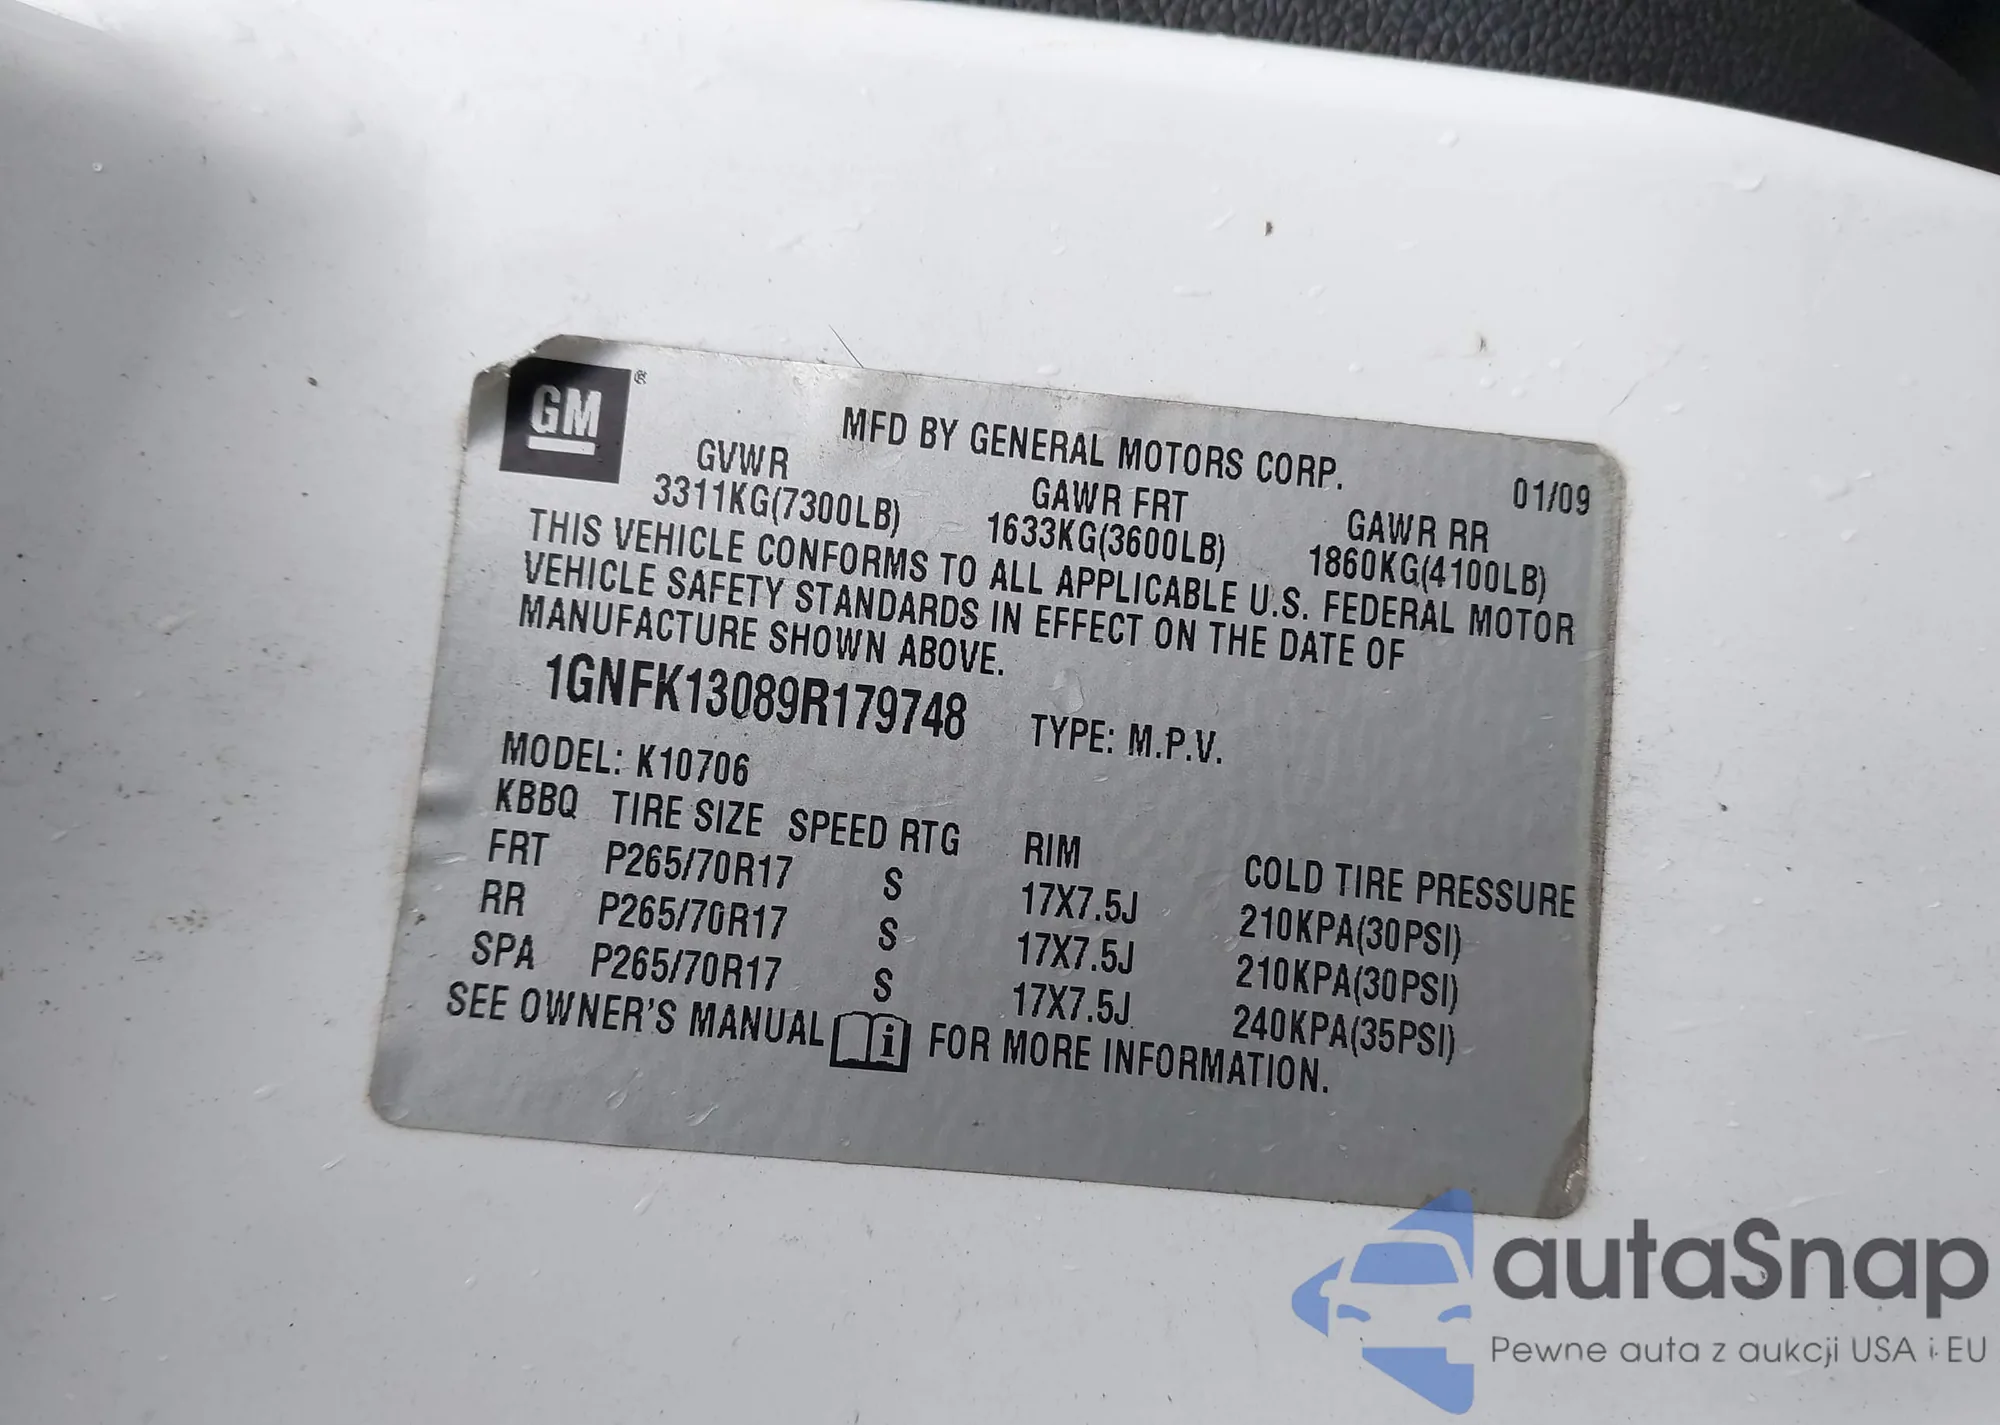 GM®
MFD BY GENERAL MOTORS CORP. 01/09
GVWR GAWR FRT GAWR RR
3311KG(7300LB) 1633KG(3600LB) 1860KG(4100LB)
THIS VEHICLE CONFORMS TO ALL APPLICABLE U.S. FEDERAL MOTOR
VEHICLE SAFETY STANDARDS IN EFFECT ON THE DATE OF
MANUFACTURE SHOWN ABOVE.
1GNFK13089R179748 TYPE: M.P.V.
MODEL: K10706
KBBQ TIRE SIZE SPEED RTG RIM COLD TIRE PRESSURE
FRT P265/70R17 S 17X7.5J 210KPA(30PSI)
RR P265/70R17 S 17X7.5J 210KPA(30PSI)
SPA P265/70R17 S 17X7.5J 240KPA(35PSI)
SEE OWNER'S MANUAL i FOR MORE INFORMATION.
autaSnap
Pewne auta z aukcji USA i EU